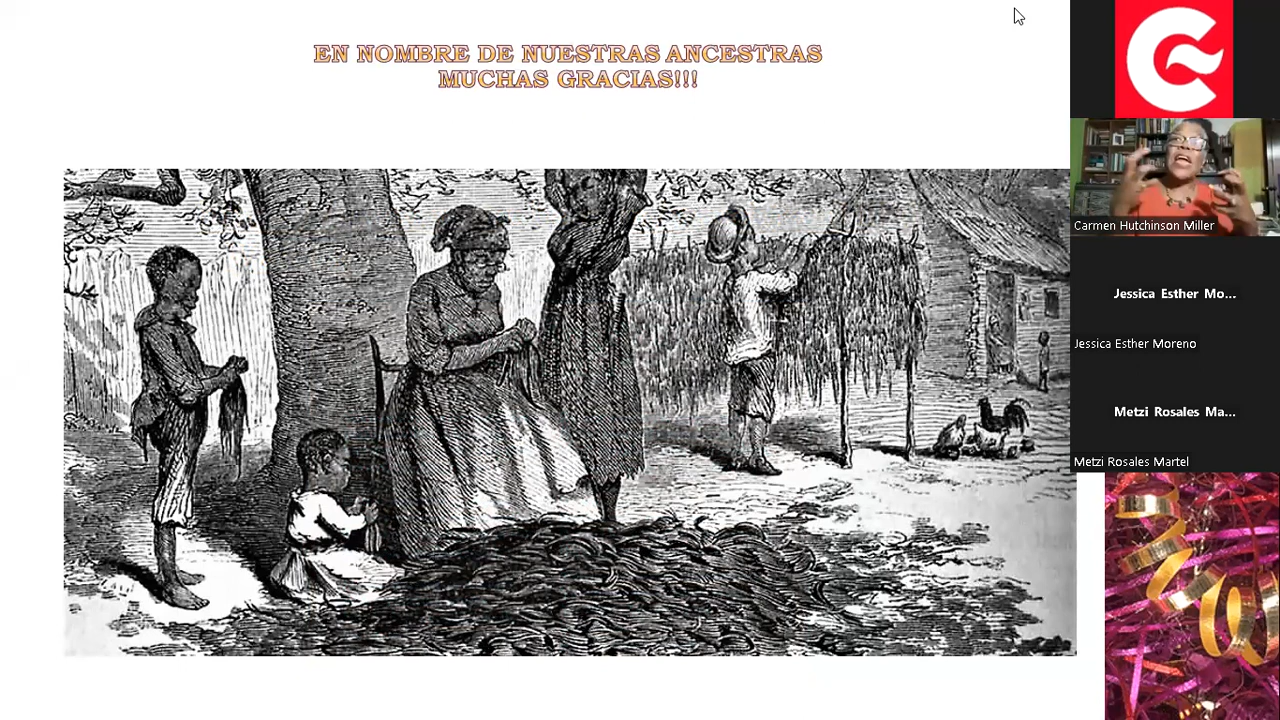 EN NOMBRE DE NUESTRAS ANCESTRAS
MUCHAS GRACIAS!!!
Carmen Hutchinson Miller
Jessica Esther Mo...
Jessica Esther Moreno
Metzi Rosales Ma...
Metzi Rosales Martel